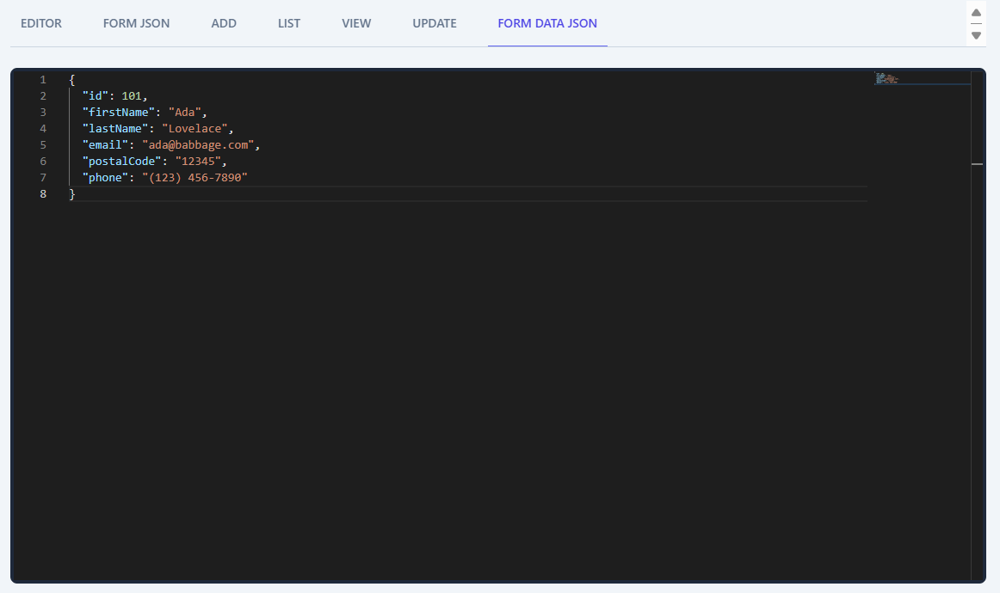 EDITOR FORM JSON ADD LIST VIEW UPDATE FORM DATA JSON
1 {
2 "id": 101,
3 "firstName": "Ada",
4 "lastName": "Lovelace",
5 "email": "ada@babbage.com",
6 "postalCode": "12345",
7 "phone": "(123) 456-7890"
8 }